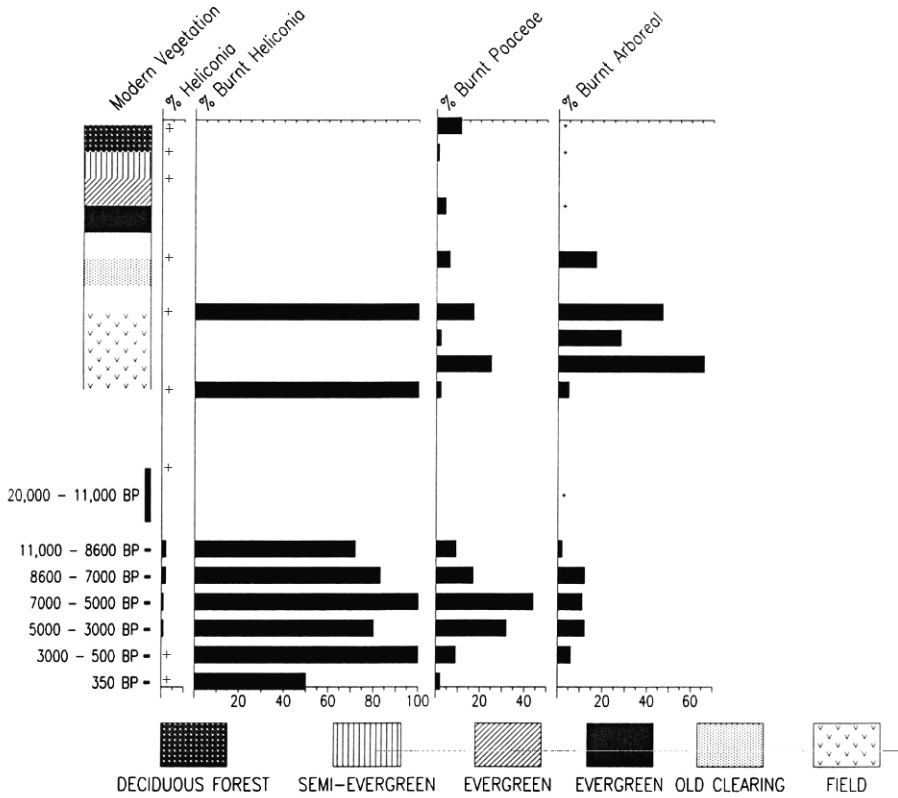 Modern Vegetation
% Heliconia
% Burnt Heliconia
% Burnt Poaceae
% Burnt Arboreal
+
+
+
+
+
+
+
+
+
+
+
+
20,000 – 11,000 BP
11,000 – 8600 BP
8600 – 7000 BP
7000 – 5000 BP
5000 – 3000 BP
3000 – 500 BP +
350 BP +
20 40 60 80 100 20 40 20 40 60
DECIDUOUS FOREST SEMI-EVERGREEN EVERGREEN EVERGREEN OLD CLEARING FIELD